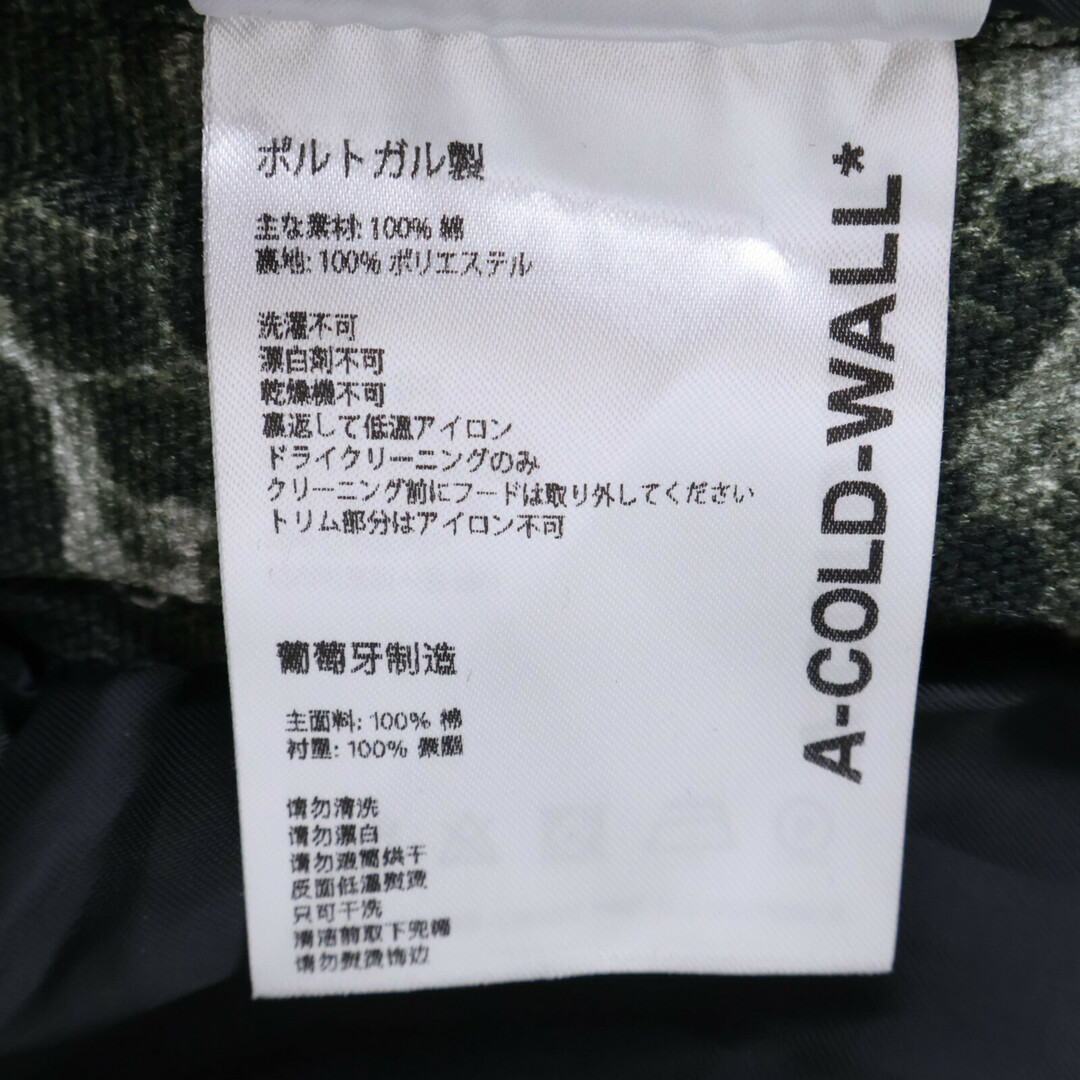 ポルトガル製
主な素材: 100% 綿
裏地: 100% ポリエステル
洗濯不可
漂白剤不可
乾燥機不可
裏返して低温アイロン
ドライクリーニングのみ
クリーニング前にフードは取り外してください
トリム部分はアイロン不可
葡萄牙制造
主面料: 100% 棉
衬里: 100% 聚酯
请勿清洗
请勿漂白
请勿滚筒烘干
反面低温熨烫
只可干洗
清洁前取下兜帽
请勿熨烫饰边
A-COLD-WALL*